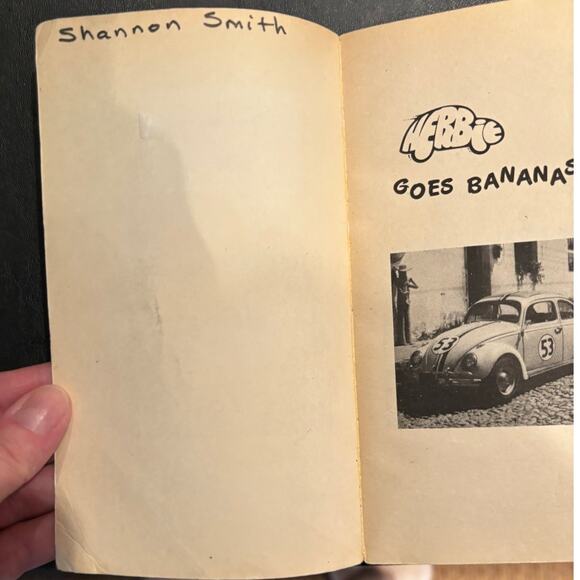 Shannon Smith
HERBIE
GOES BANANAS
53
53